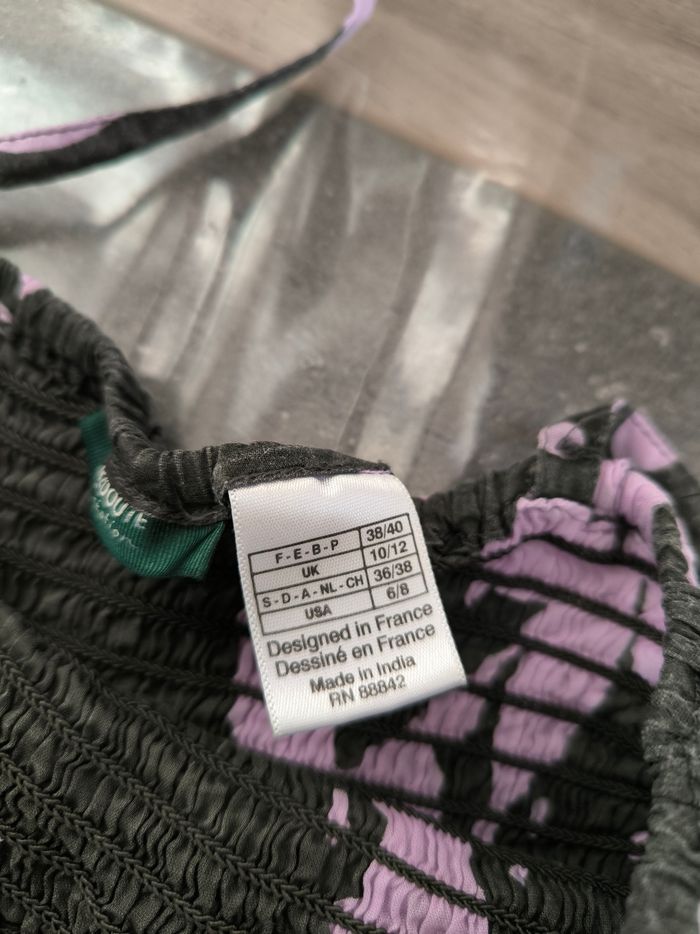 F - E - B - P 38/40
UK 10/12
S - D - A - NL - CH 36/38
USA 6/8
Designed in France
Dessiné en France
Made in India
RN 88842